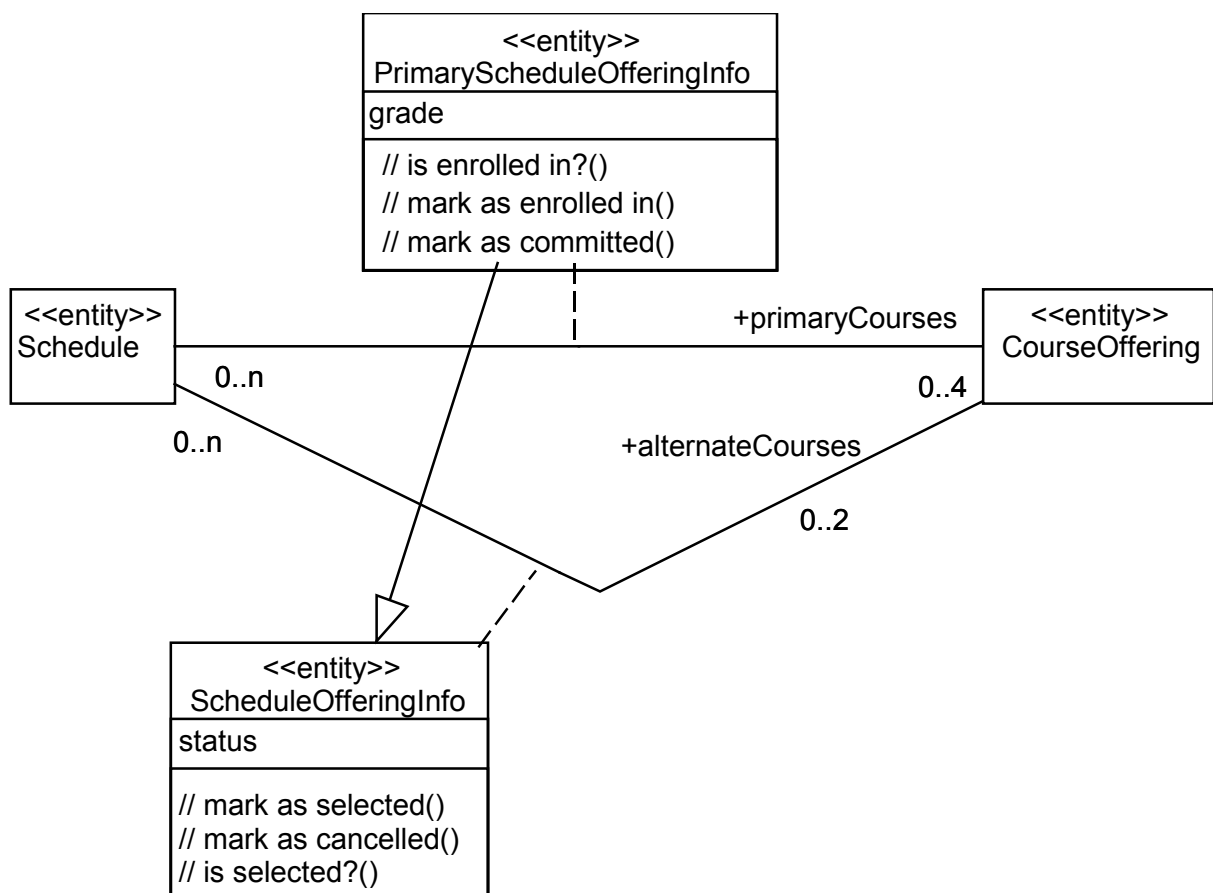 <<entity>>
PrimaryScheduleOfferingInfo
grade
// is enrolled in?()
// mark as enrolled in()
// mark as committed()
<<entity>>
Schedule
+primaryCourses
<<entity>>
CourseOffering
0..n
0..4
0..n
+alternateCourses
0..2
<<entity>>
ScheduleOfferingInfo
status
// mark as selected()
// mark as cancelled()
// is selected?()